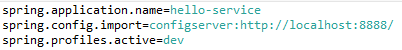 spring.application.name=hello-service
spring.config.import=configserver:http://localhost:8888/
spring.profiles.active=dev